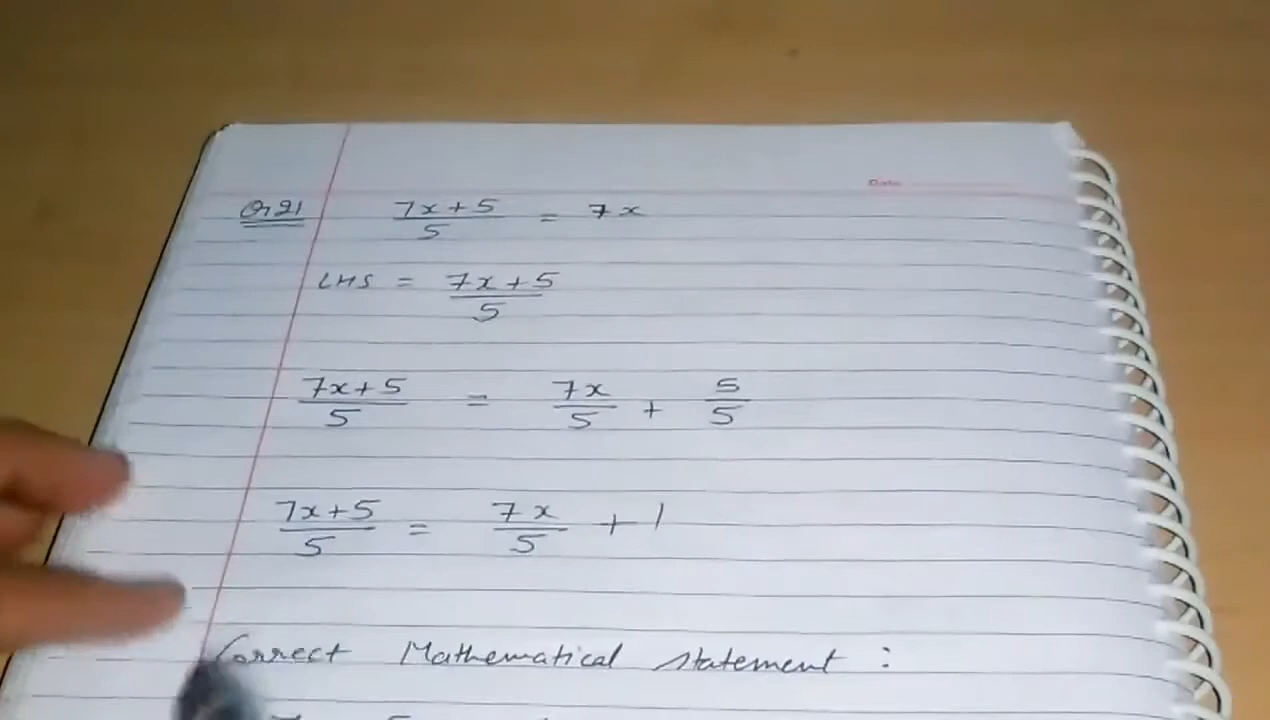 Date
Q21 7x+5/5 = 7x
LHS = 7x+5/5
7x+5/5 = 7x/5 + 5/5
7x+5/5 = 7x/5 + 1
Correct Mathematical statement :